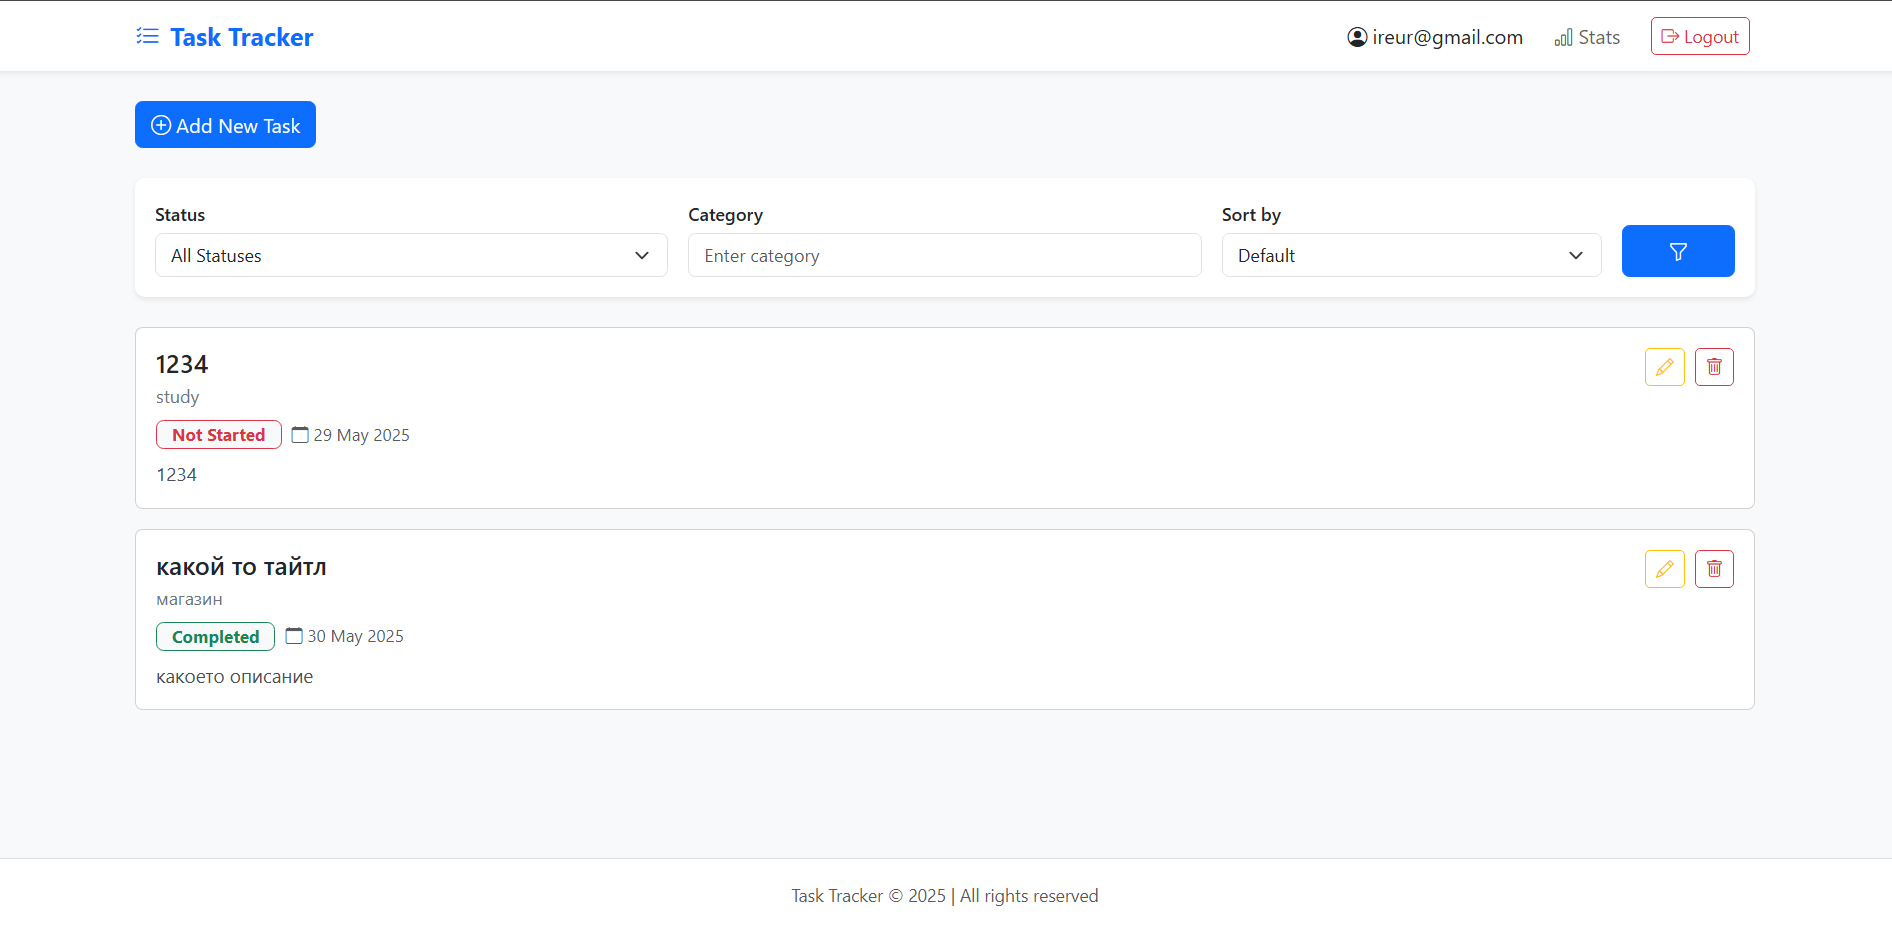 Task Tracker
ireur@gmail.com
Stats
Logout
Add New Task
Status
Category
Sort by
All Statuses
Enter category
Default
1234
study
Not Started
29 May 2025
1234
какой то тайтл
магазин
Completed
30 May 2025
какоето описание
Task Tracker © 2025 | All rights reserved